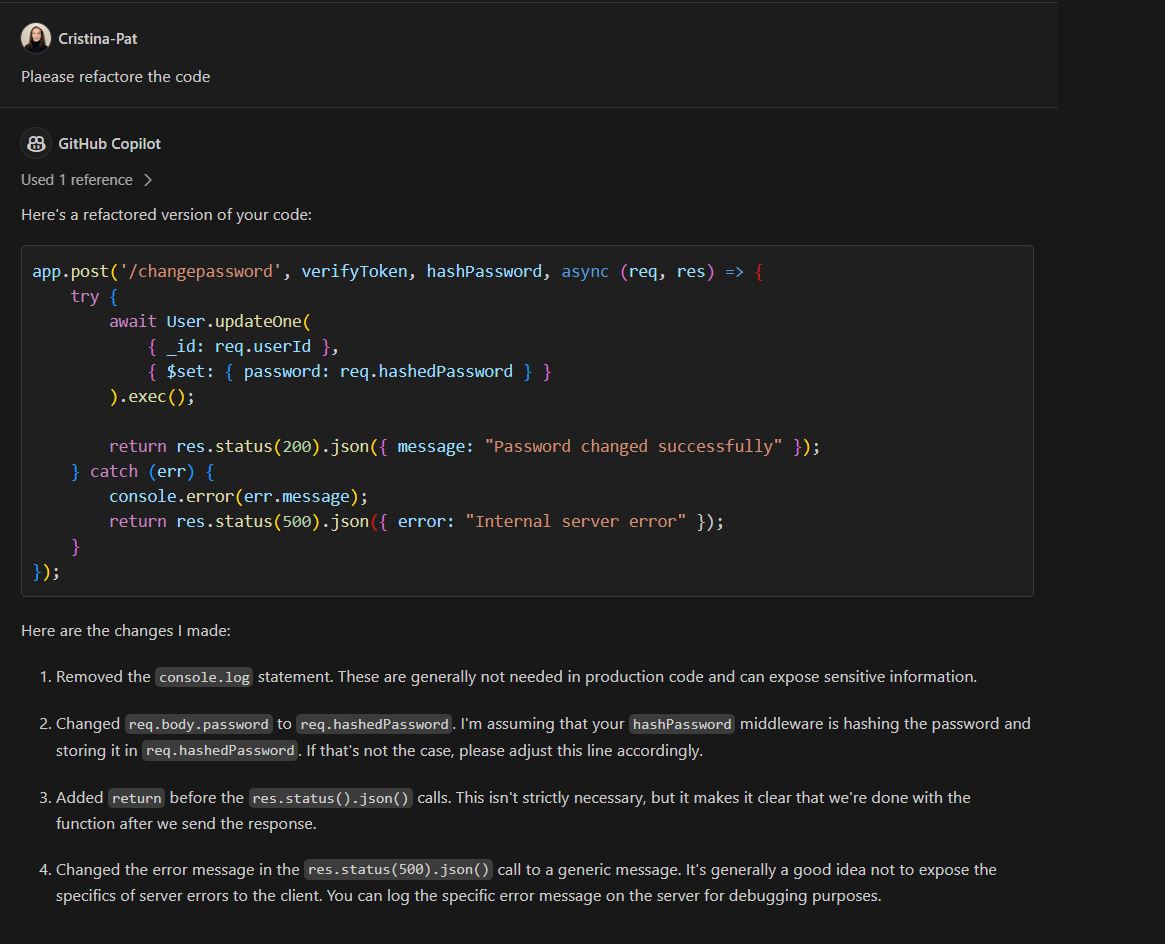 Cristina-Pat
Plaease refactore the code
GitHub Copilot
Used 1 reference
Here's a refactored version of your code:
app.post('/changepassword', verifyToken, hashPassword, async (req, res) => {
    try {
        await User.updateOne(
            { _id: req.userId },
            { $set: { password: req.hashedPassword } }
        ).exec();
        return res.status(200).json({ message: "Password changed successfully" });
    } catch (err) {
        console.error(err.message);
        return res.status(500).json({ error: "Internal server error" });
    }
});
Here are the changes I made:
1. Removed the console.log statement. These are generally not needed in production code and can expose sensitive information.
2. Changed req.body.password to req.hashedPassword. I'm assuming that your hashPassword middleware is hashing the password and
storing it in req.hashedPassword. If that's not the case, please adjust this line accordingly.
3. Added return before the res.status().json() calls. This isn't strictly necessary, but it makes it clear that we're done with the
function after we send the response.
4. Changed the error message in the res.status(500).json() call to a generic message. It's generally a good idea not to expose the
specifics of server errors to the client. You can log the specific error message on the server for debugging purposes.